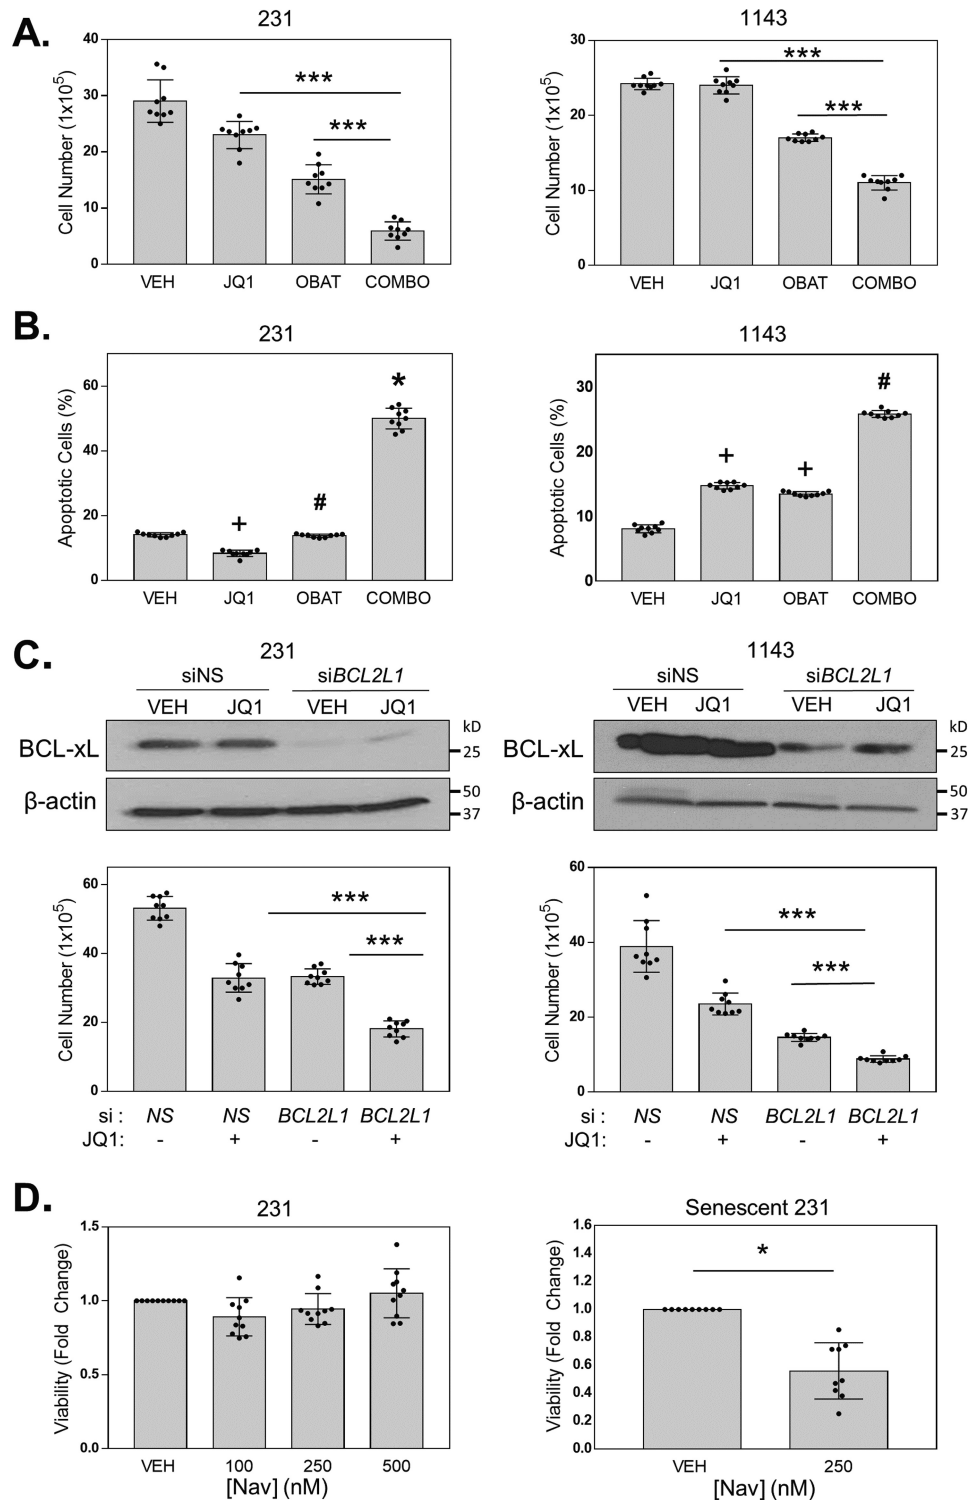 A.
231
Cell Number (1x10⁵)
40
30
20
10
0
***
***
VEH JQ1 OBAT COMBO
1143
Cell Number (1x10⁵)
30
20
10
0
***
***
VEH JQ1 OBAT COMBO
B.
231
Apoptotic Cells (%)
60
40
20
0
+
#
*
VEH JQ1 OBAT COMBO
1143
Apoptotic Cells (%)
30
20
10
0
+
+
#
VEH JQ1 OBAT COMBO
C.
231
siNS siBCL2L1
VEH JQ1 VEH JQ1
kD
BCL-xL
25
β-actin
50
37
1143
siNS siBCL2L1
VEH JQ1 VEH JQ1
kD
BCL-xL
25
β-actin
50
37
Cell Number (1x10⁵)
60
40
20
0
***
***
si : NS NS BCL2L1 BCL2L1
JQ1: - + - +
Cell Number (1x10⁵)
60
40
20
0
***
***
si : NS NS BCL2L1 BCL2L1
JQ1: - + - +
D.
231
Viability (Fold Change)
1.5
1.0
0.5
0.0
VEH 100 250 500
[Nav] (nM)
Senescent 231
Viability (Fold Change)
1.6
1.4
1.2
1.0
0.8
0.6
0.4
0.2
0.0
*
VEH 250
[Nav] (nM)